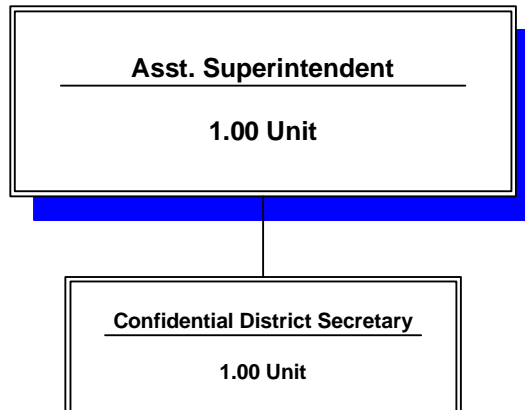 Asst. Superintendent
1.00 Unit
Confidential District Secretary
1.00 Unit